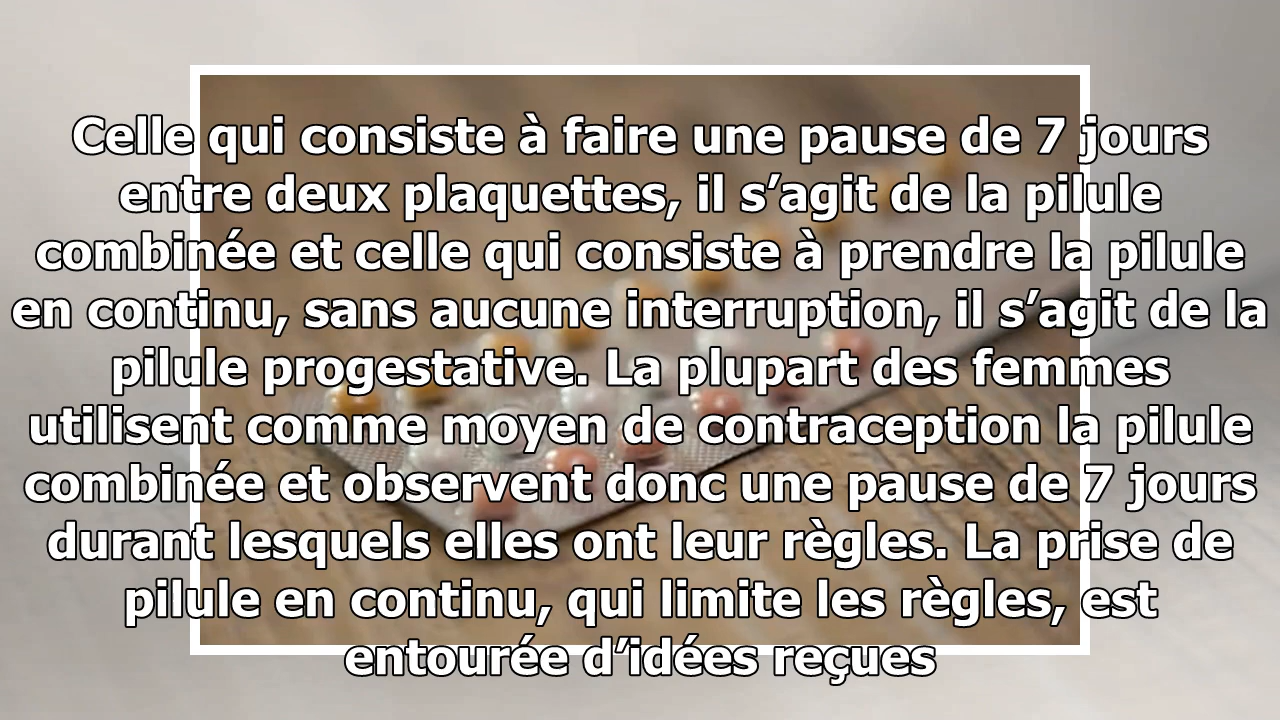 Celle qui consiste à faire une pause de 7 jours
entre deux plaquettes, il s’agit de la pilule
combinée et celle qui consiste à prendre la pilule
en continu, sans aucune interruption, il s’agit de la
pilule progestative. La plupart des femmes
utilisent comme moyen de contraception la pilule
combinée et observent donc une pause de 7 jours
durant lesquels elles ont leur règles. La prise de
pilule en continu, qui limite les règles, est
entourée d’idées reçues